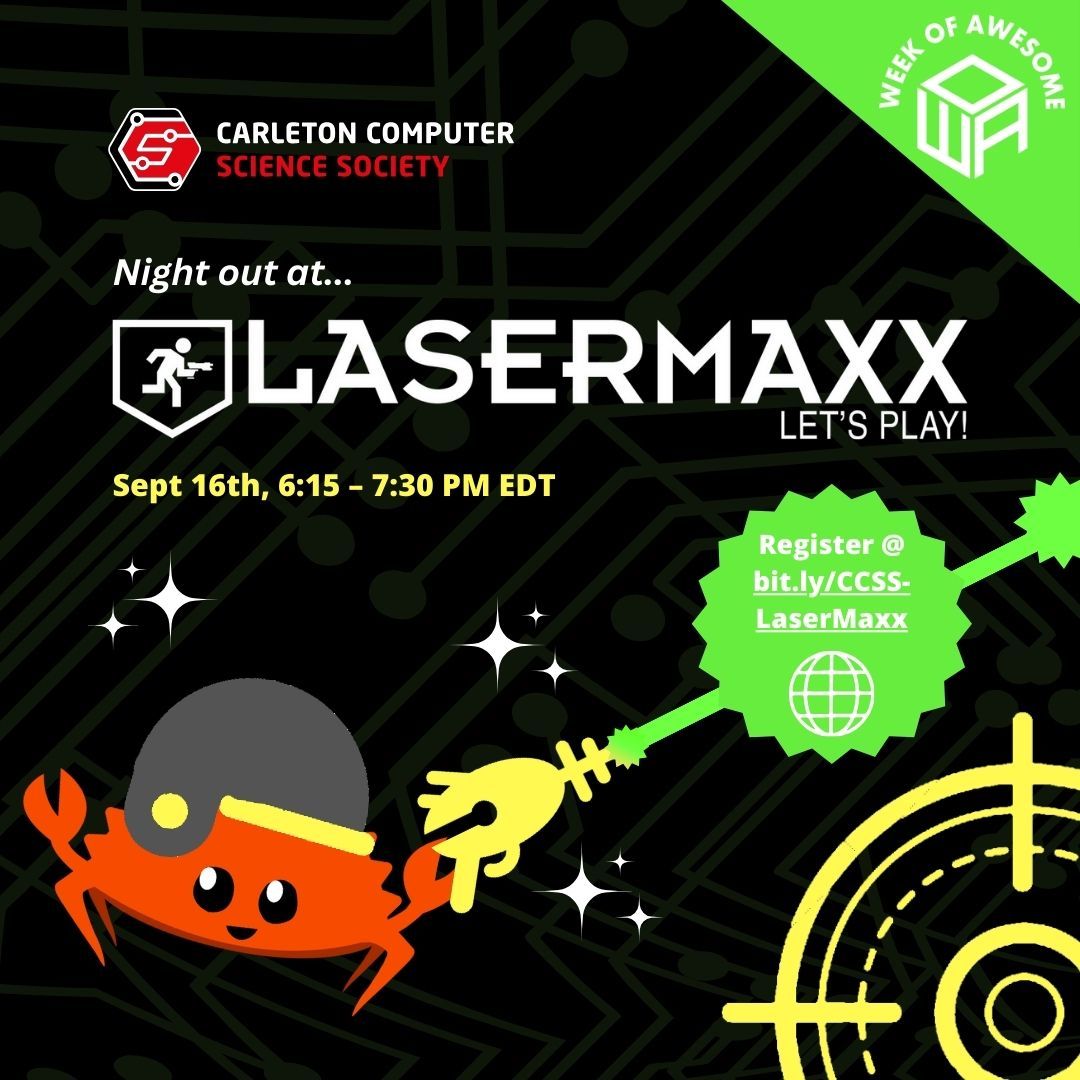 WEEK OF AWESOME
WA
CARLETON COMPUTER
SCIENCE SOCIETY
Night out at...
LASERMAXX
LET'S PLAY!
Sept 16th, 6:15 – 7:30 PM EDT
Register @
bit.ly/CCSS-
LaserMaxx